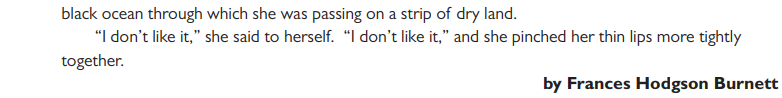 black ocean through which she was passing on a strip of dry land.
“I don’t like it,” she said to herself.  “I don’t like it,” and she pinched her thin lips more tightly
together.
by Frances Hodgson Burnett